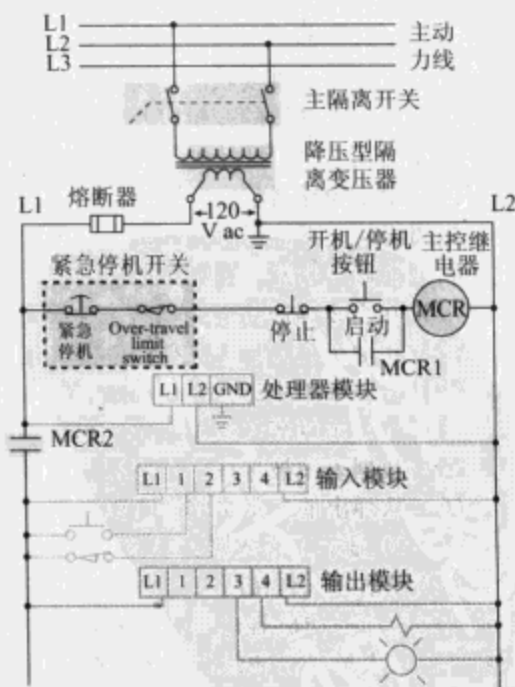 L1
L2
L3
主动
力线
主隔离开关
降压型隔
离变压器
L1
熔断器
120
V ac
L2
紧急停机开关
开机/停机
按钮
主控继
电器
MCR
紧急
停机
Over-travel
limit
switch
停止
启动
MCR1
L1 L2 GND
处理器模块
MCR2
L1 1 2 3 4 L2
输入模块
L1 1 2 3 4 L2
输出模块